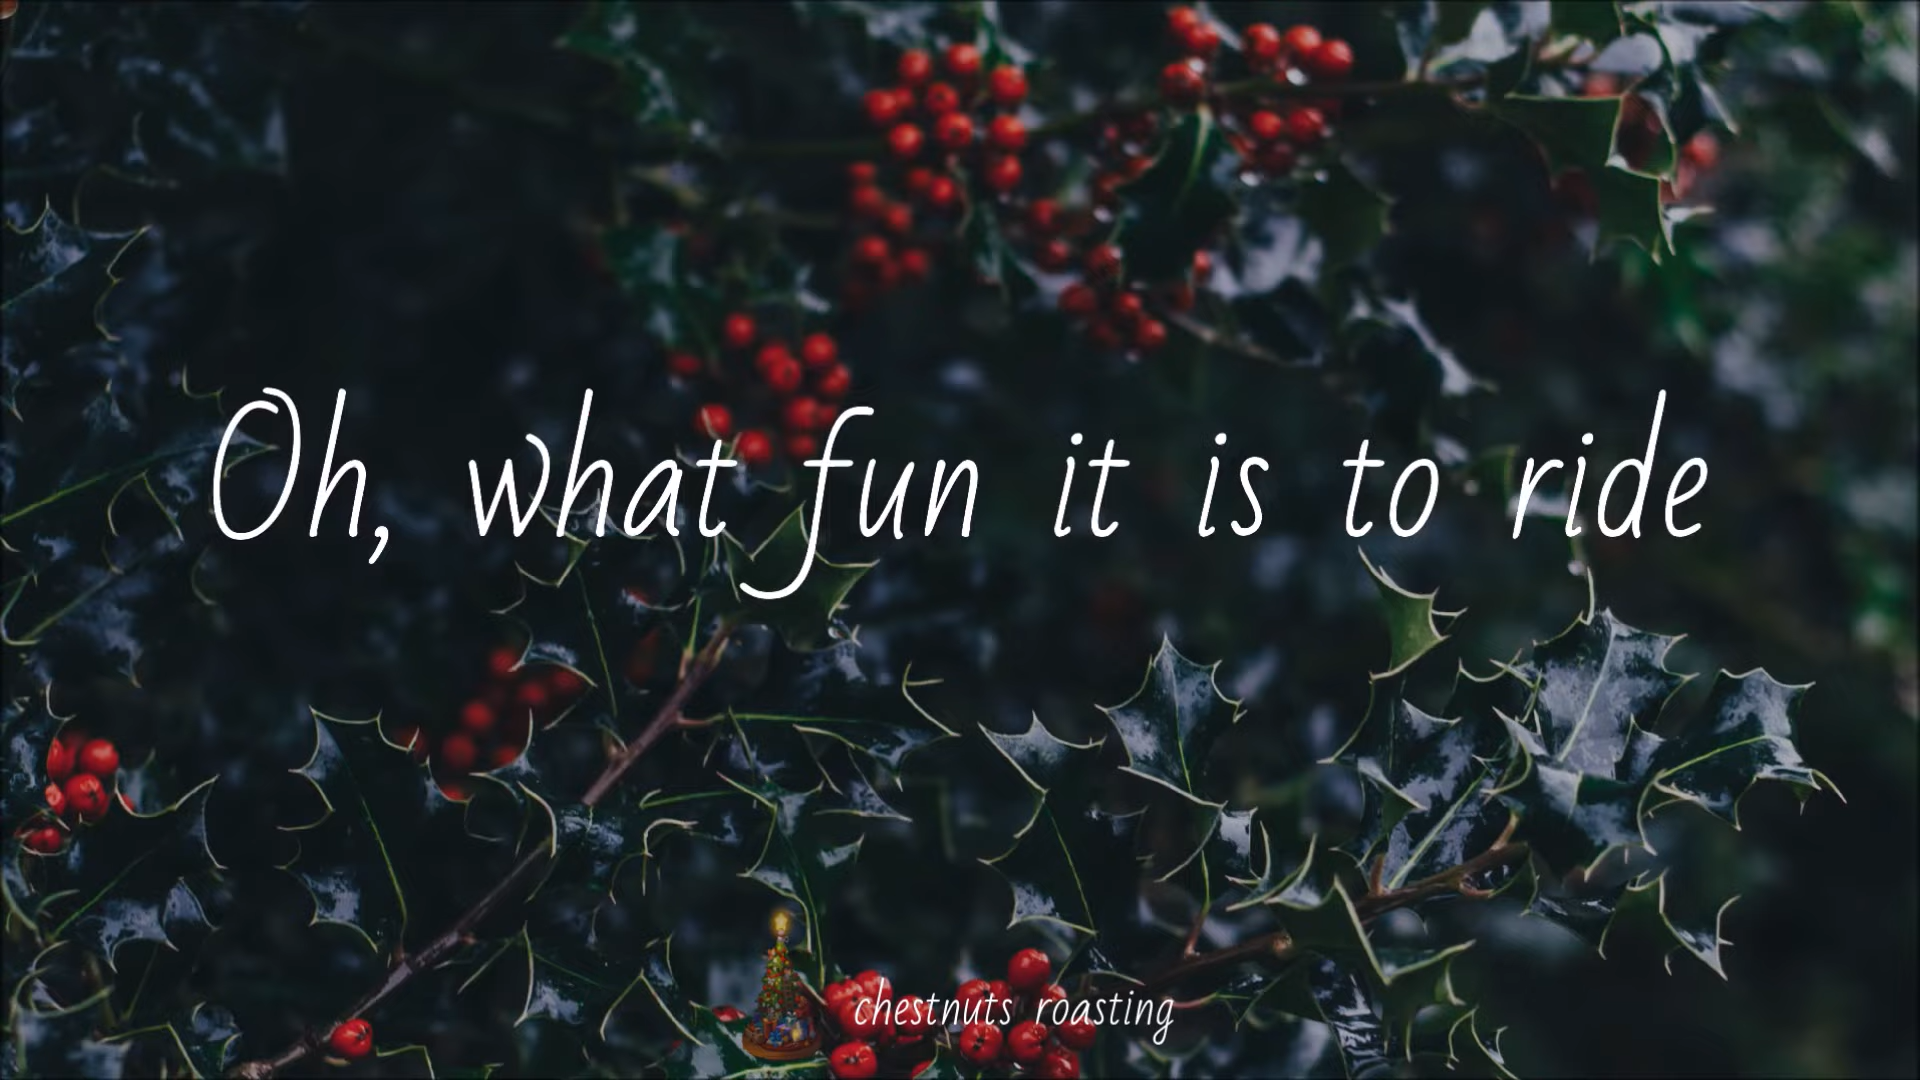 Oh, what fun it is to ride
chestnuts roasting